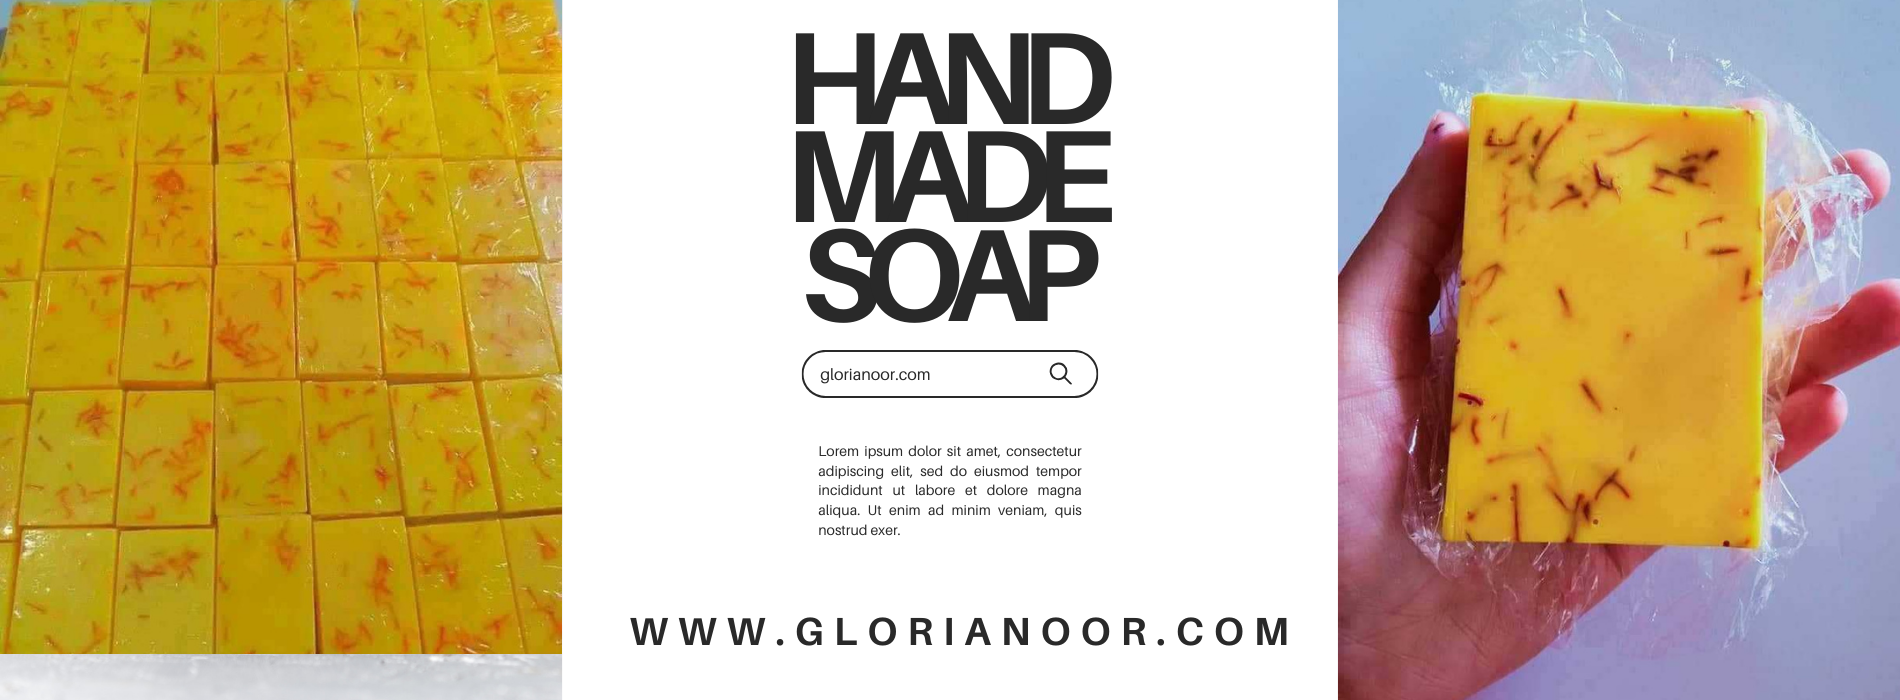 HAND
MADE
SOAP
glorianoor.com
Lorem ipsum dolor sit amet, consectetur
adipiscing elit, sed do eiusmod tempor
incididunt ut labore et dolore magna
aliqua. Ut enim ad minim veniam, quis
nostrud exer.
WWW.GLORIANOOR.COM